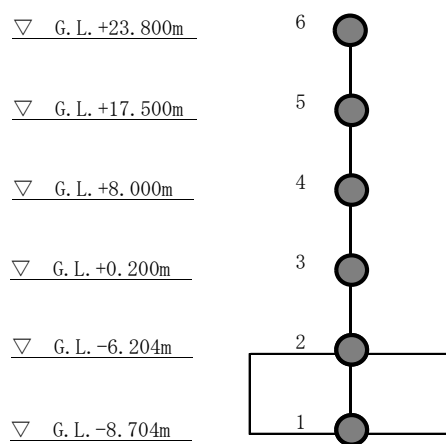 ▽ G.L.+23.800m 6
▽ G.L.+17.500m 5
▽ G.L.+8.000m 4
▽ G.L.+0.200m 3
▽ G.L.-6.204m 2
▽ G.L.-8.704m 1